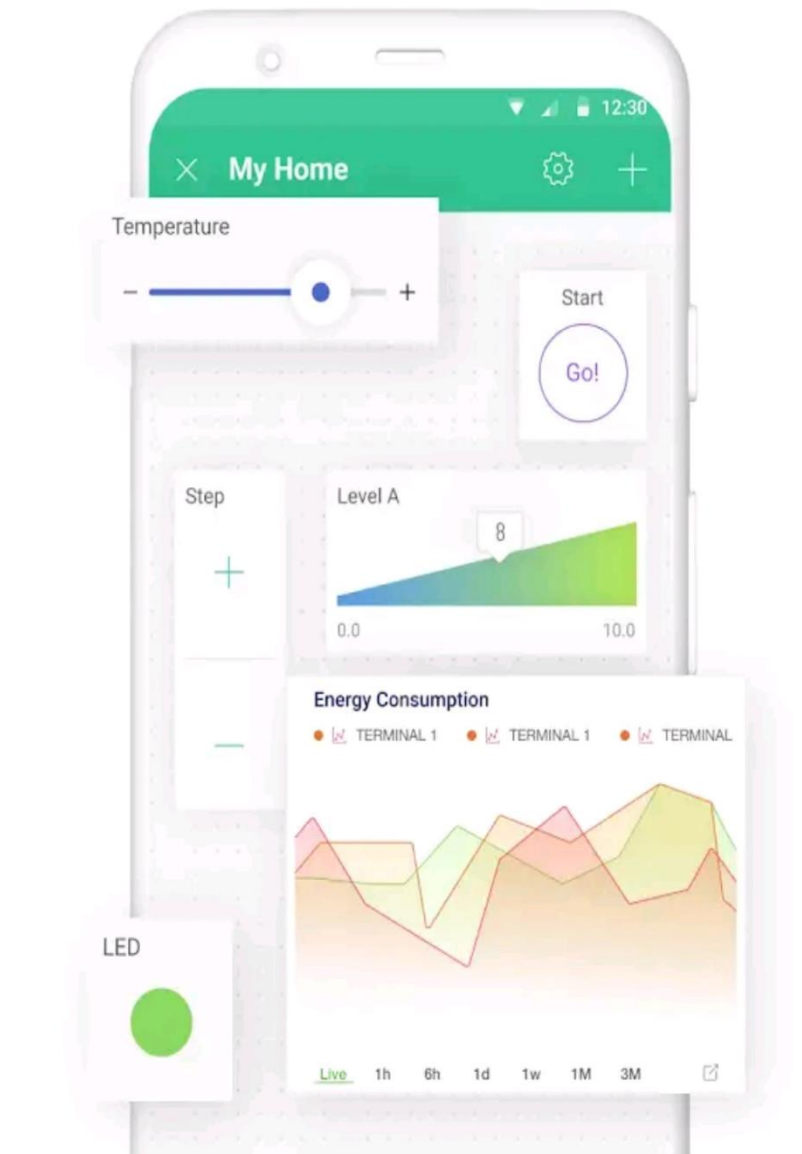 12:30
My Home
Temperature
− +
Start
Go!
Step
+
−
Level A
8
0.0 10.0
Energy Consumption
TERMINAL 1 TERMINAL 1 TERMINAL
LED
Live 1h 6h 1d 1w 1M 3M